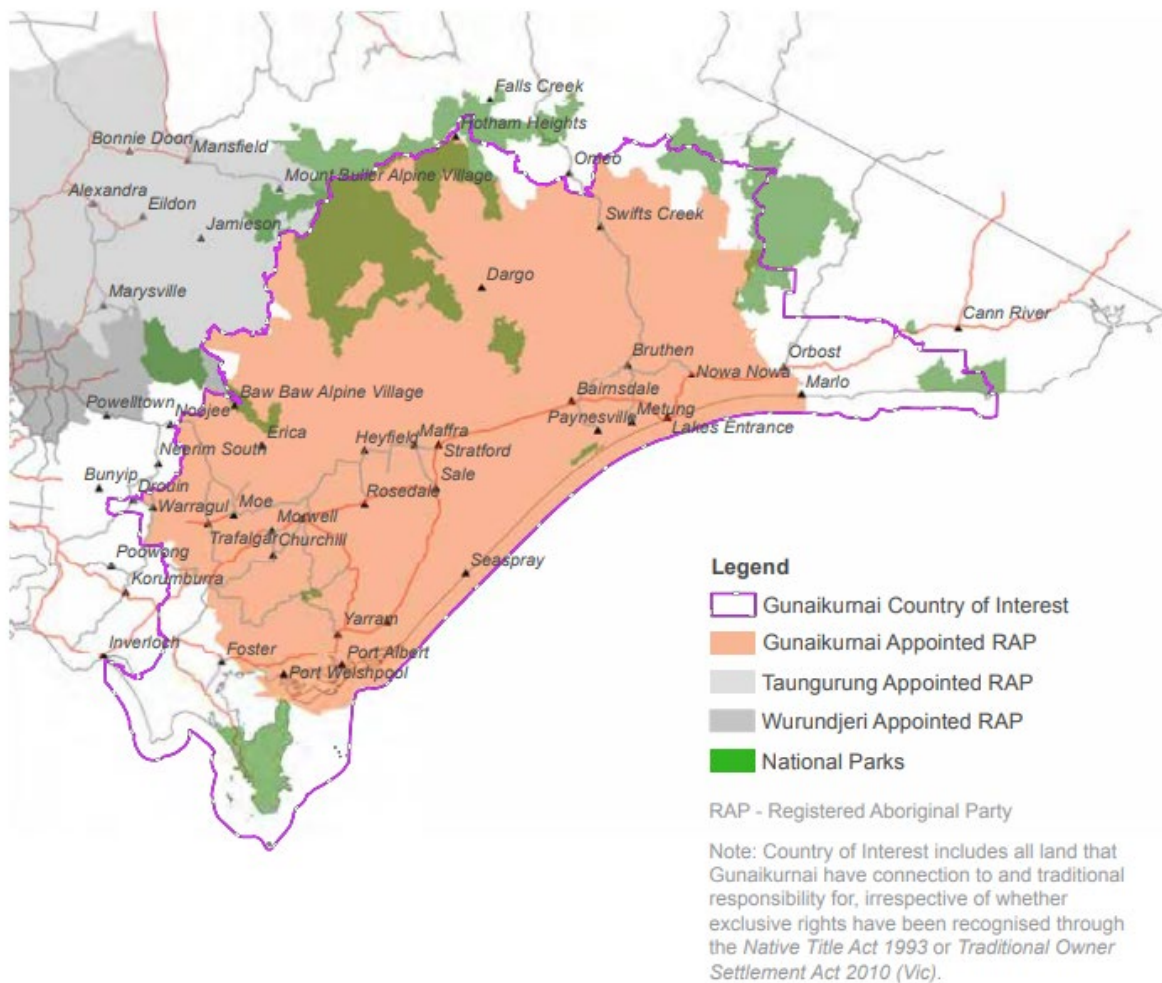 Falls Creek
Hotham Heights
Bonnie Doon
Mansfield
Omeo
Mount Buller Alpine Village
Alexandra
Eildon
Jamieson
Swifts Creek
Dargo
Marysville
Cann River
Bruthen
Orbost
Nowa Nowa
Baw Baw Alpine Village
Bairnsdale
Marlo
Powelltown
Noojee
Paynesville
Metung
Lakes Entrance
Erica
Heyfield
Maffra
Stratford
Neerim South
Bunyip
Sale
Drouin
Rosedale
Warragul
Moe
Morwell
Trafalgar
Churchill
Poowong
Seaspray
Korumburra
Yarram
Inverloch
Foster
Port Albert
Port Welshpool
Legend
Gunaikurnai Country of Interest
Gunaikurnai Appointed RAP
Taungurung Appointed RAP
Wurundjeri Appointed RAP
National Parks
RAP - Registered Aboriginal Party
Note: Country of Interest includes all land that
Gunaikurnai have connection to and traditional
responsibility for, irrespective of whether
exclusive rights have been recognised through
the Native Title Act 1993 or Traditional Owner
Settlement Act 2010 (Vic).